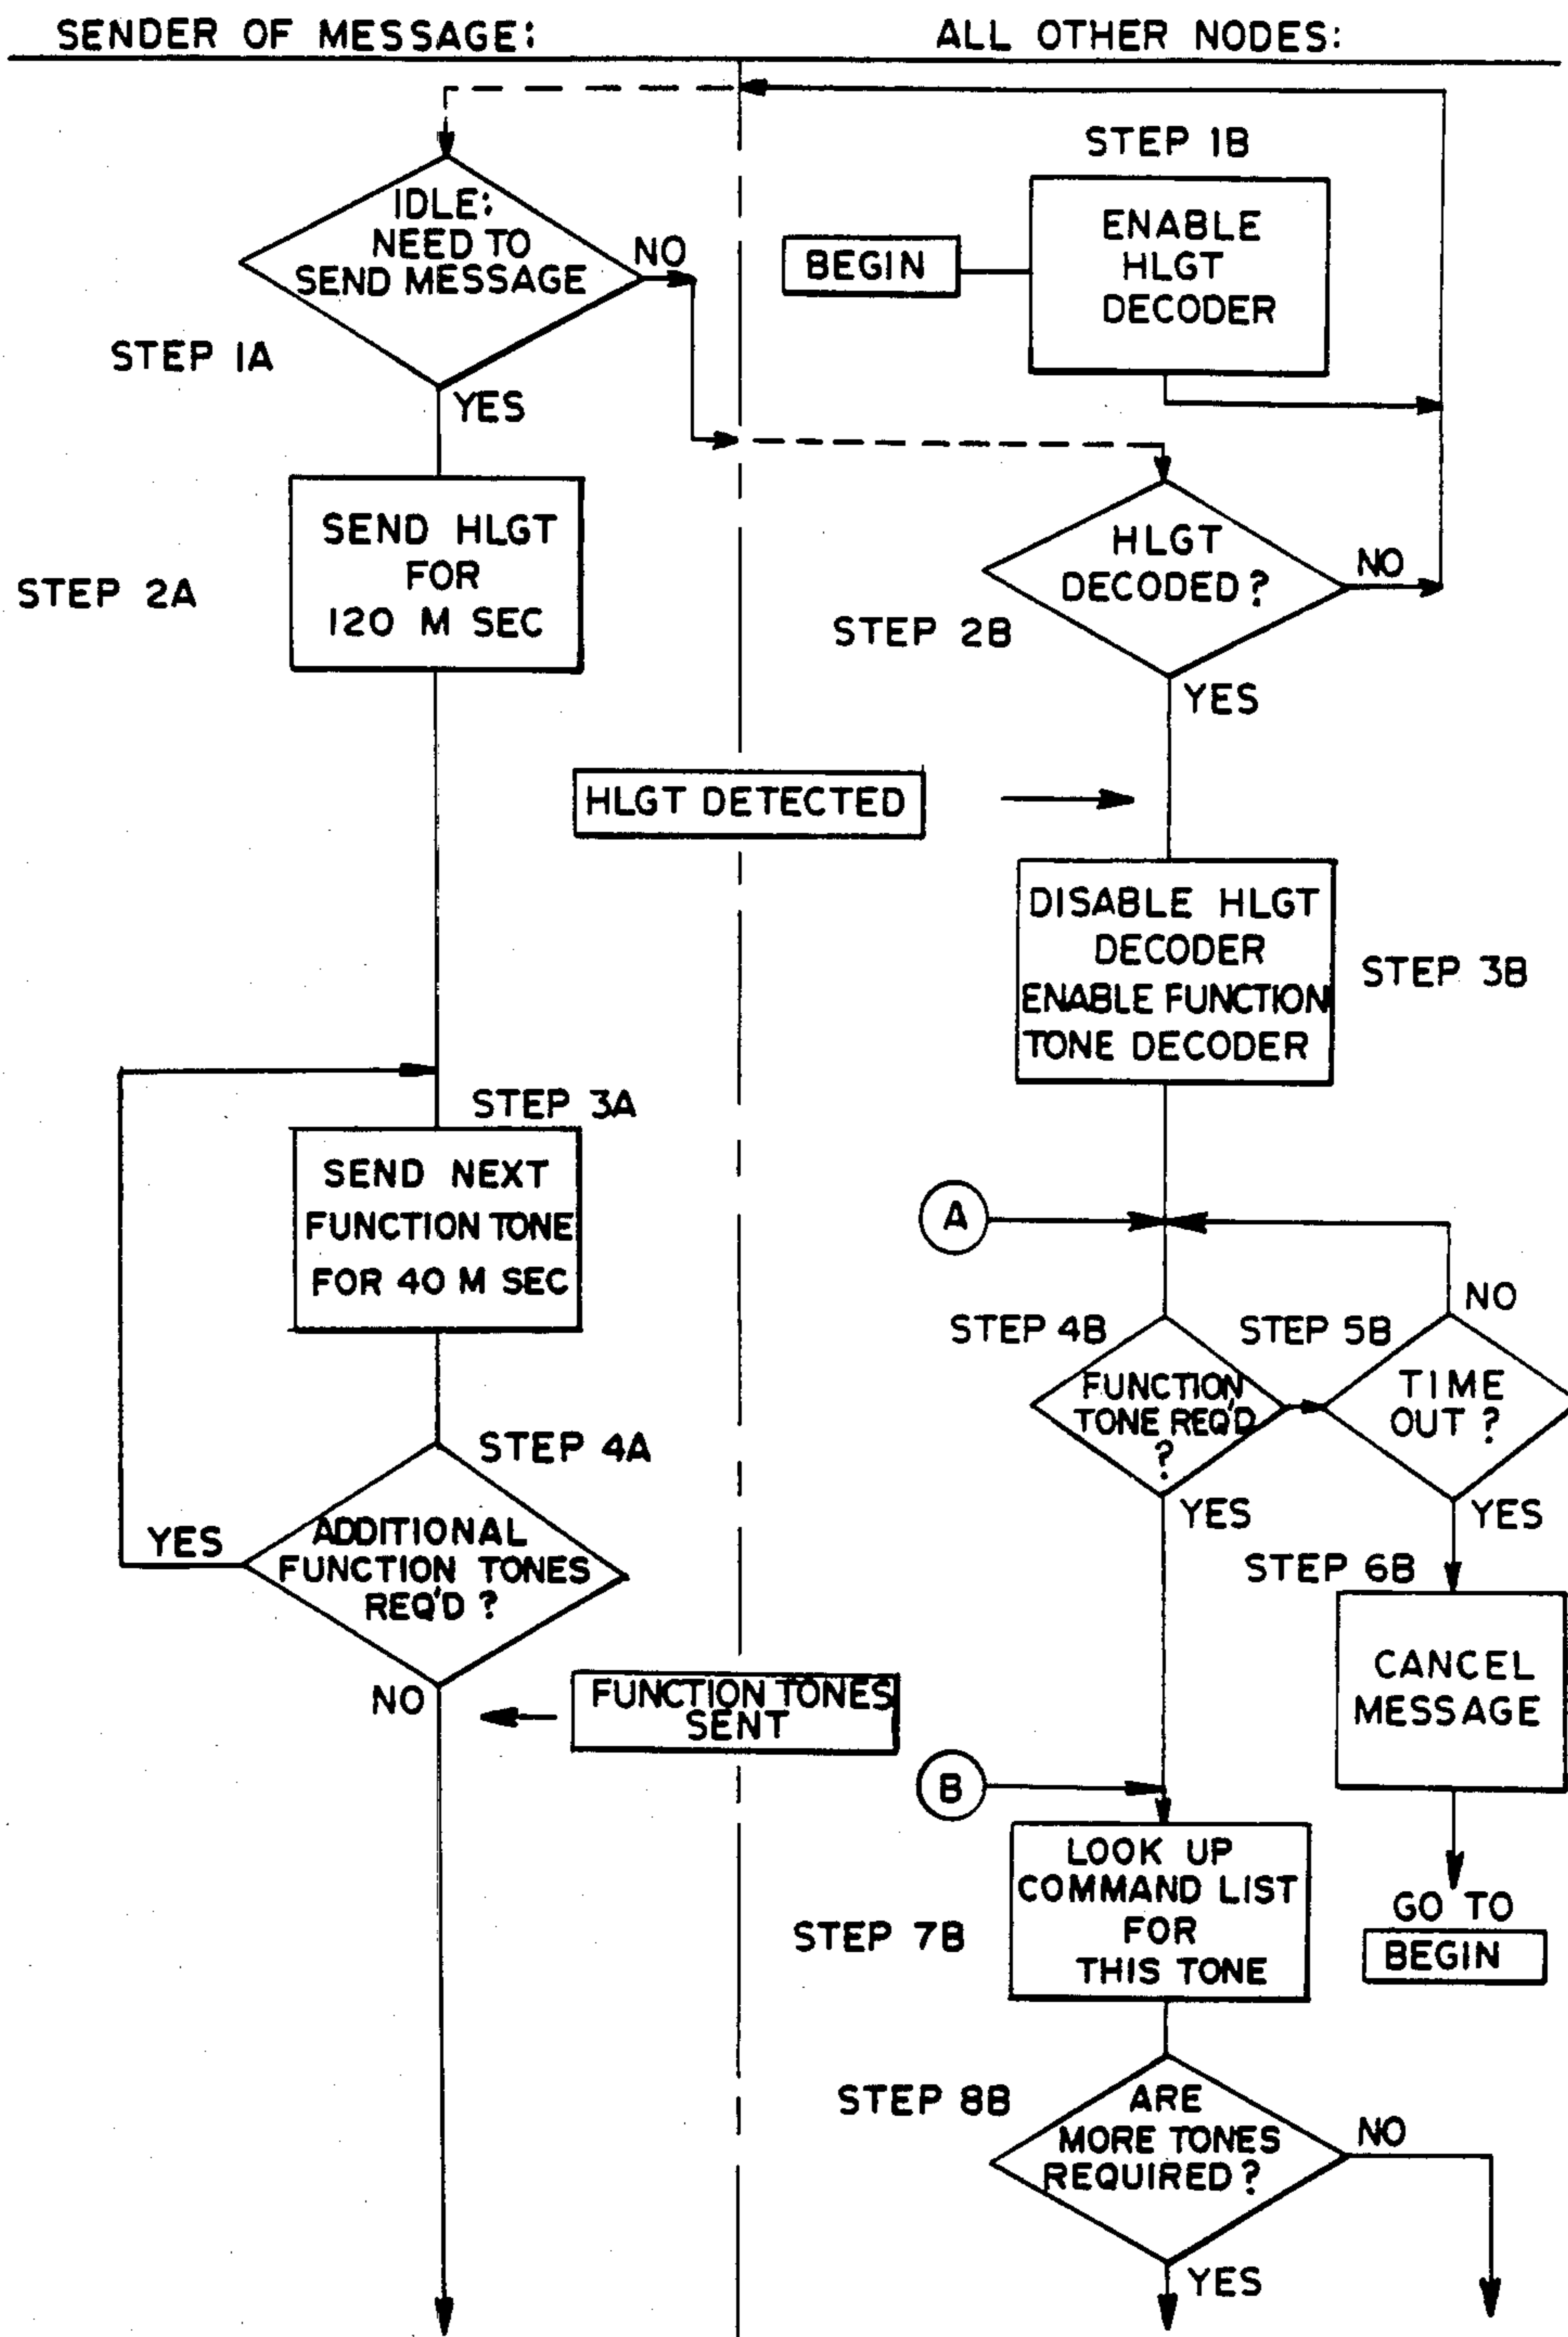 SENDER OF MESSAGE:
ALL OTHER NODES:
IDLE:
NEED TO
SEND MESSAGE
NO
STEP 1A
YES
SEND HLGT
FOR
120 M SEC
STEP 2A
STEP 1B
BEGIN
ENABLE
HLGT
DECODER
HLGT
DECODED?
NO
STEP 2B
YES
HLGT DETECTED
DISABLE HLGT
DECODER
ENABLE FUNCTION
TONE DECODER
STEP 3B
STEP 3A
SEND NEXT
FUNCTION TONE
FOR 40 M SEC
STEP 4A
YES
ADDITIONAL
FUNCTION TONES
REQ'D ?
NO
FUNCTION TONES
SENT
A
NO
STEP 4B
STEP 5B
FUNCTION
TONE REQ'D
?
TIME
OUT ?
YES
YES
STEP 6B
CANCEL
MESSAGE
B
LOOK UP
COMMAND LIST
FOR
THIS TONE
STEP 7B
GO TO
BEGIN
STEP 8B
ARE
MORE TONES
REQUIRED?
NO
YES